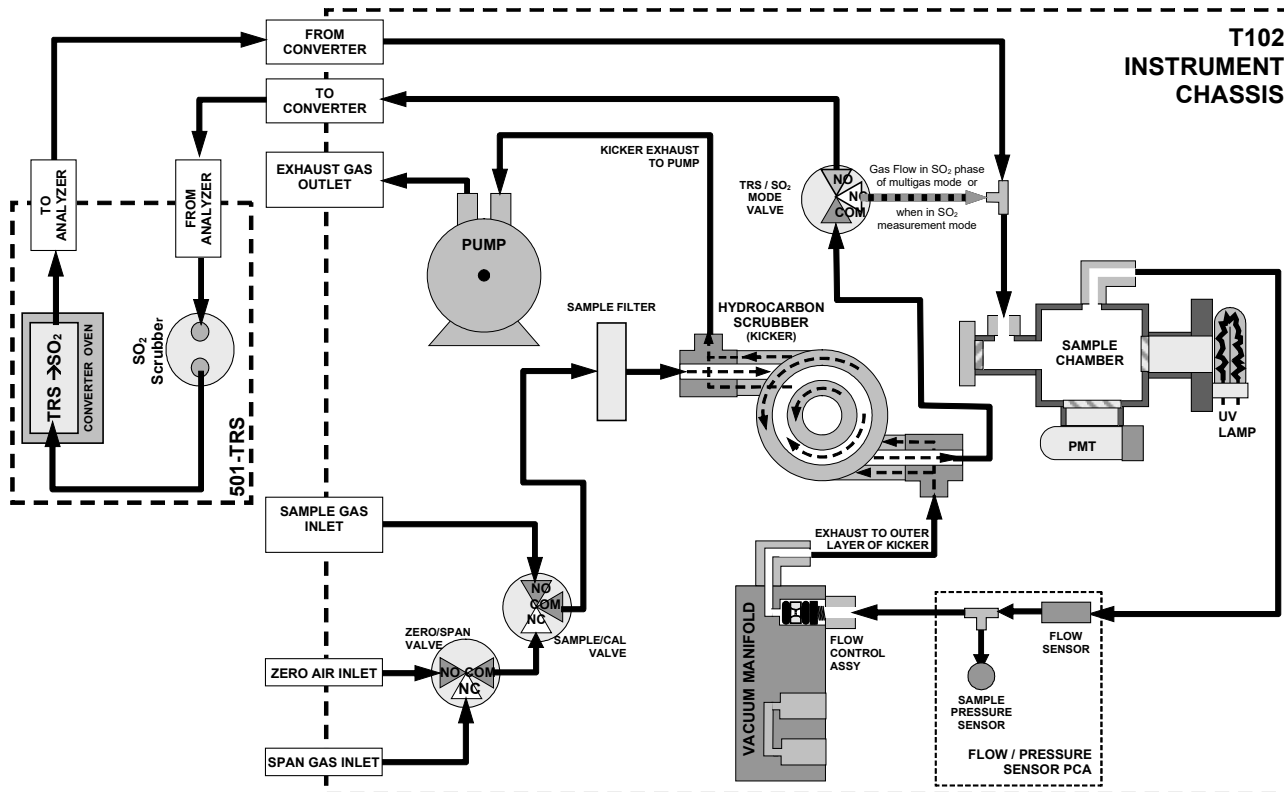 T102
INSTRUMENT
CHASSIS
FROM
CONVERTER
TO
CONVERTER
EXHAUST GAS
OUTLET
KICKER EXHAUST
TO PUMP
TRS / SO₂
MODE
VALVE
NO
NC
COM
Gas Flow in SO₂ phase
of multigas mode or
when in SO₂
measurement mode
TO
ANALYZER
FROM
ANALYZER
PUMP
SAMPLE FILTER
HYDROCARBON
SCRUBBER
(KICKER)
SAMPLE
CHAMBER
UV
LAMP
PMT
TRS →SO₂
CONVERTER OVEN
SO₂
Scrubber
501-TRS
SAMPLE GAS
INLET
EXHAUST TO OUTER
LAYER OF KICKER
NO
COM
NC
SAMPLE/CAL
VALVE
ZERO/SPAN
VALVE
ZERO AIR INLET
NO COM
NC
SPAN GAS INLET
VACUUM MANIFOLD
FLOW
CONTROL
ASSY
FLOW
SENSOR
SAMPLE
PRESSURE
SENSOR
FLOW / PRESSURE
SENSOR PCA